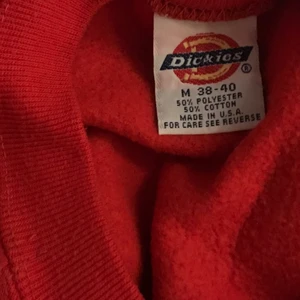 Dickies ®
M 38-40
50% POLYESTER
50% COTTON
MADE IN U.S.A.
FOR CARE SEE REVERSE